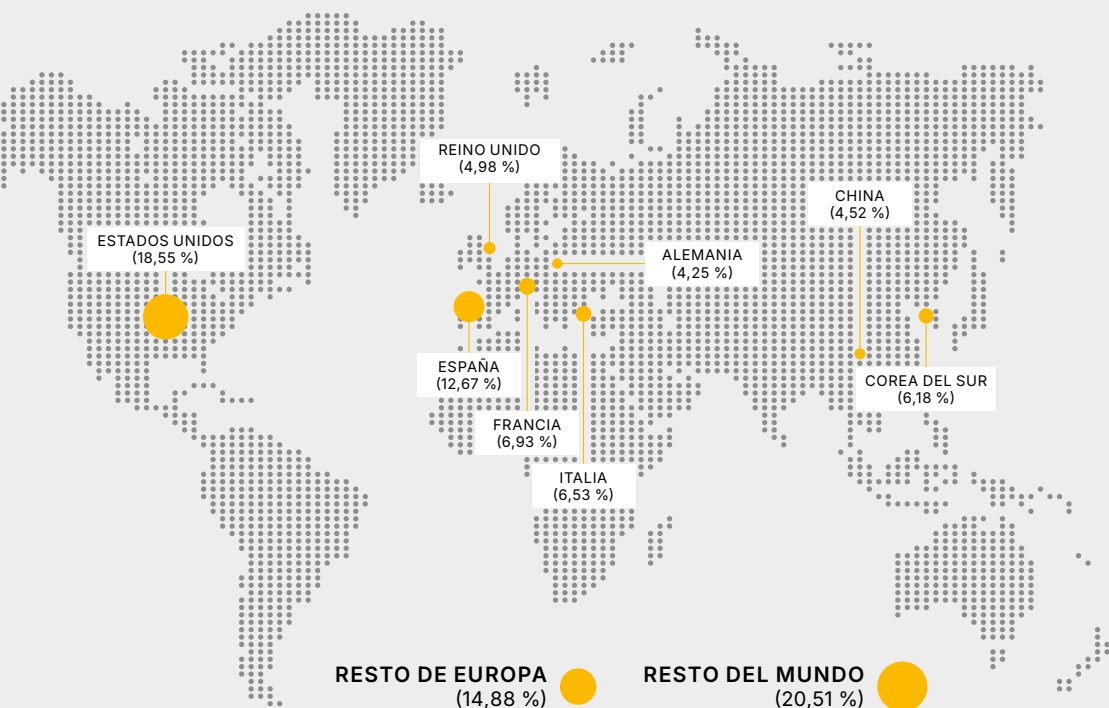 REINO UNIDO
(4,98 %)
CHINA
(4,52 %)
ESTADOS UNIDOS
(18,55 %)
ALEMANIA
(4,25 %)
ESPAÑA
(12,67 %)
COREA DEL SUR
(6,18 %)
FRANCIA
(6,93 %)
ITALIA
(6,53 %)
RESTO DE EUROPA
(14,88 %)
RESTO DEL MUNDO
(20,51 %)